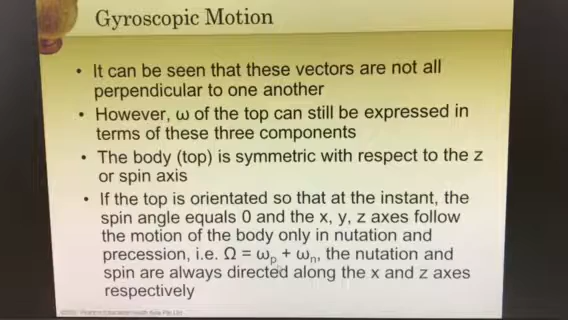 Gyroscopic Motion
• It can be seen that these vectors are not all
perpendicular to one another
• However, ω of the top can still be expressed in
terms of these three components
• The body (top) is symmetric with respect to the z
or spin axis
• If the top is orientated so that at the instant, the
spin angle equals 0 and the x, y, z axes follow
the motion of the body only in nutation and
precession, i.e. Ω = ωp + ωn, the nutation and
spin are always directed along the x and z axes
respectively